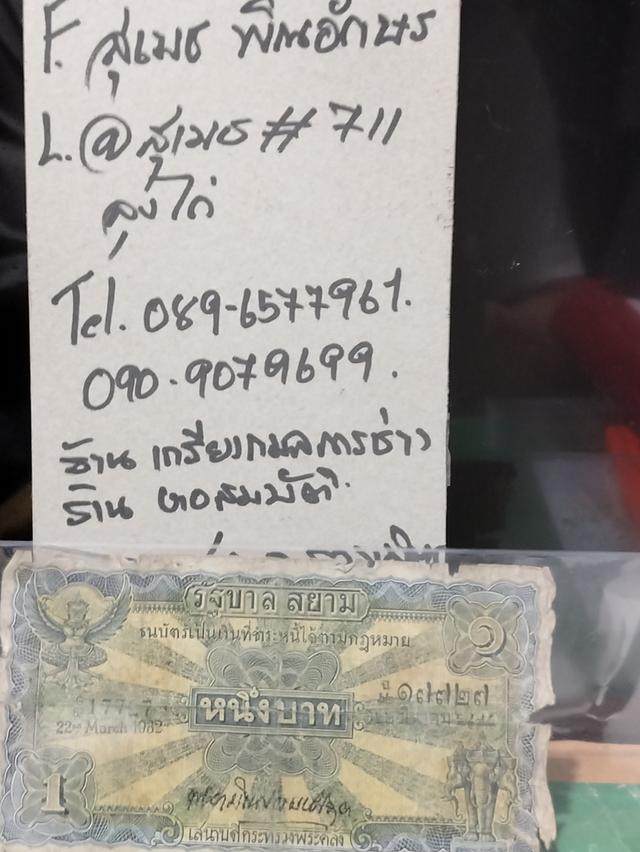 F. สุเมธ พิณอักษร
L. @สุเมธ # 711
ลุงไก่
Tel. 089-6577961.
090-9079699.
ร้าน เกรียงกมลการช่าง
ร้าน หอสมบัติ.
รัฐบาล สยาม
ธนบัตร์เป็นเงินที่ชำระหนี้ได้ตามกฎหมาย
๑
หนึ่งบาท
22nd March 1932
1
เสนาบดีกระทรวงพระคลัง